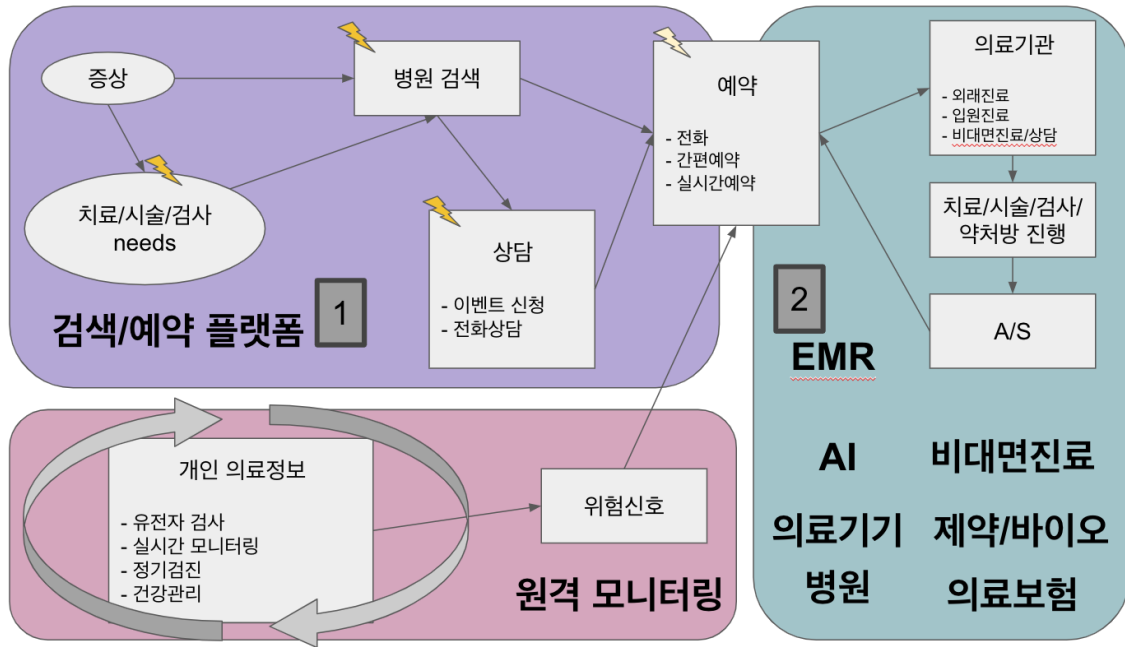 증상
병원 검색
치료/시술/검사
needs
상담
- 이벤트 신청
- 전화상담
검색/예약 플랫폼
1
예약
- 전화
- 간편예약
- 실시간예약
의료기관
- 외래진료
- 입원진료
- 비대면진료/상담
치료/시술/검사/
약처방 진행
A/S
2
EMR
AI
비대면진료
의료기기
제약/바이오
병원
의료보험
개인 의료정보
- 유전자 검사
- 실시간 모니터링
- 정기검진
- 건강관리
위험신호
원격 모니터링